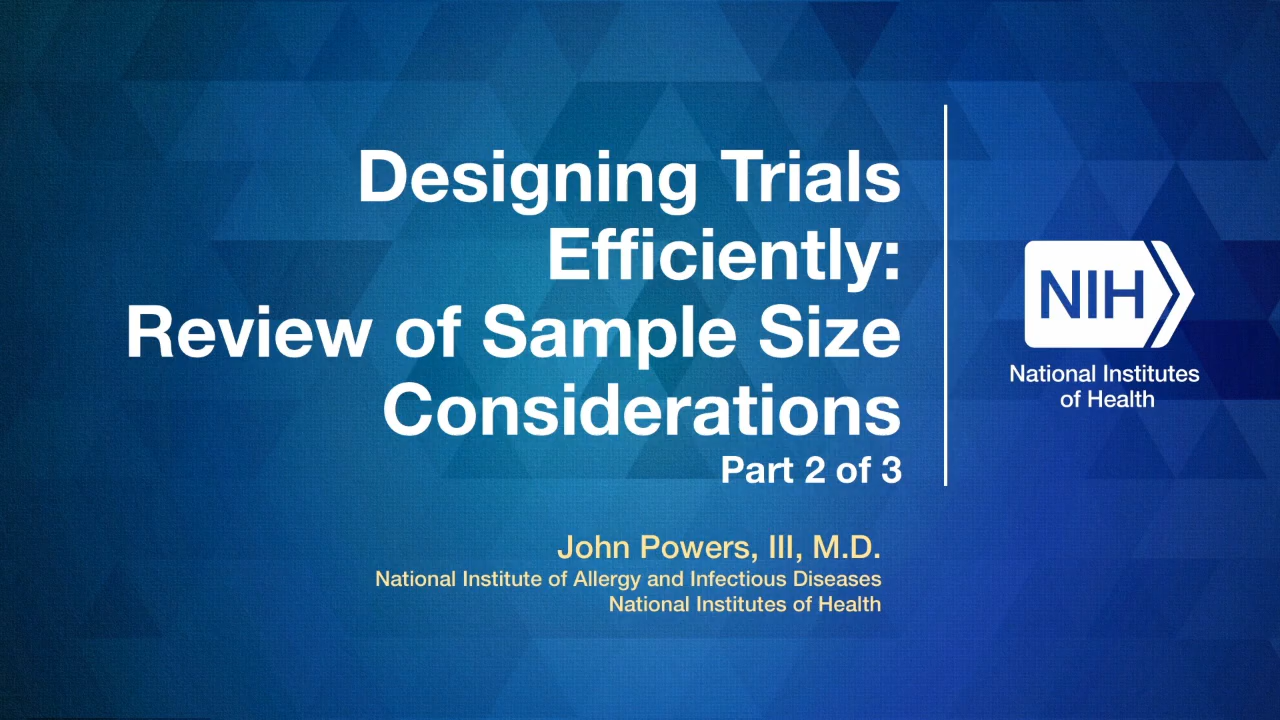 Designing Trials
Efficiently:
Review of Sample Size
Considerations
Part 2 of 3
John Powers, III, M.D.
National Institute of Allergy and Infectious Diseases
National Institutes of Health
NIH
National Institutes
of Health